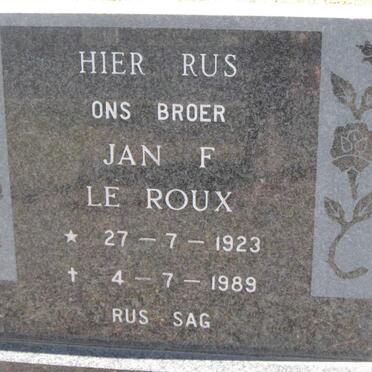 HIER RUS
ONS BROER
JAN F
LE ROUX
★ 27 - 7 - 1923
† 4 - 7 - 1989
RUS SAG